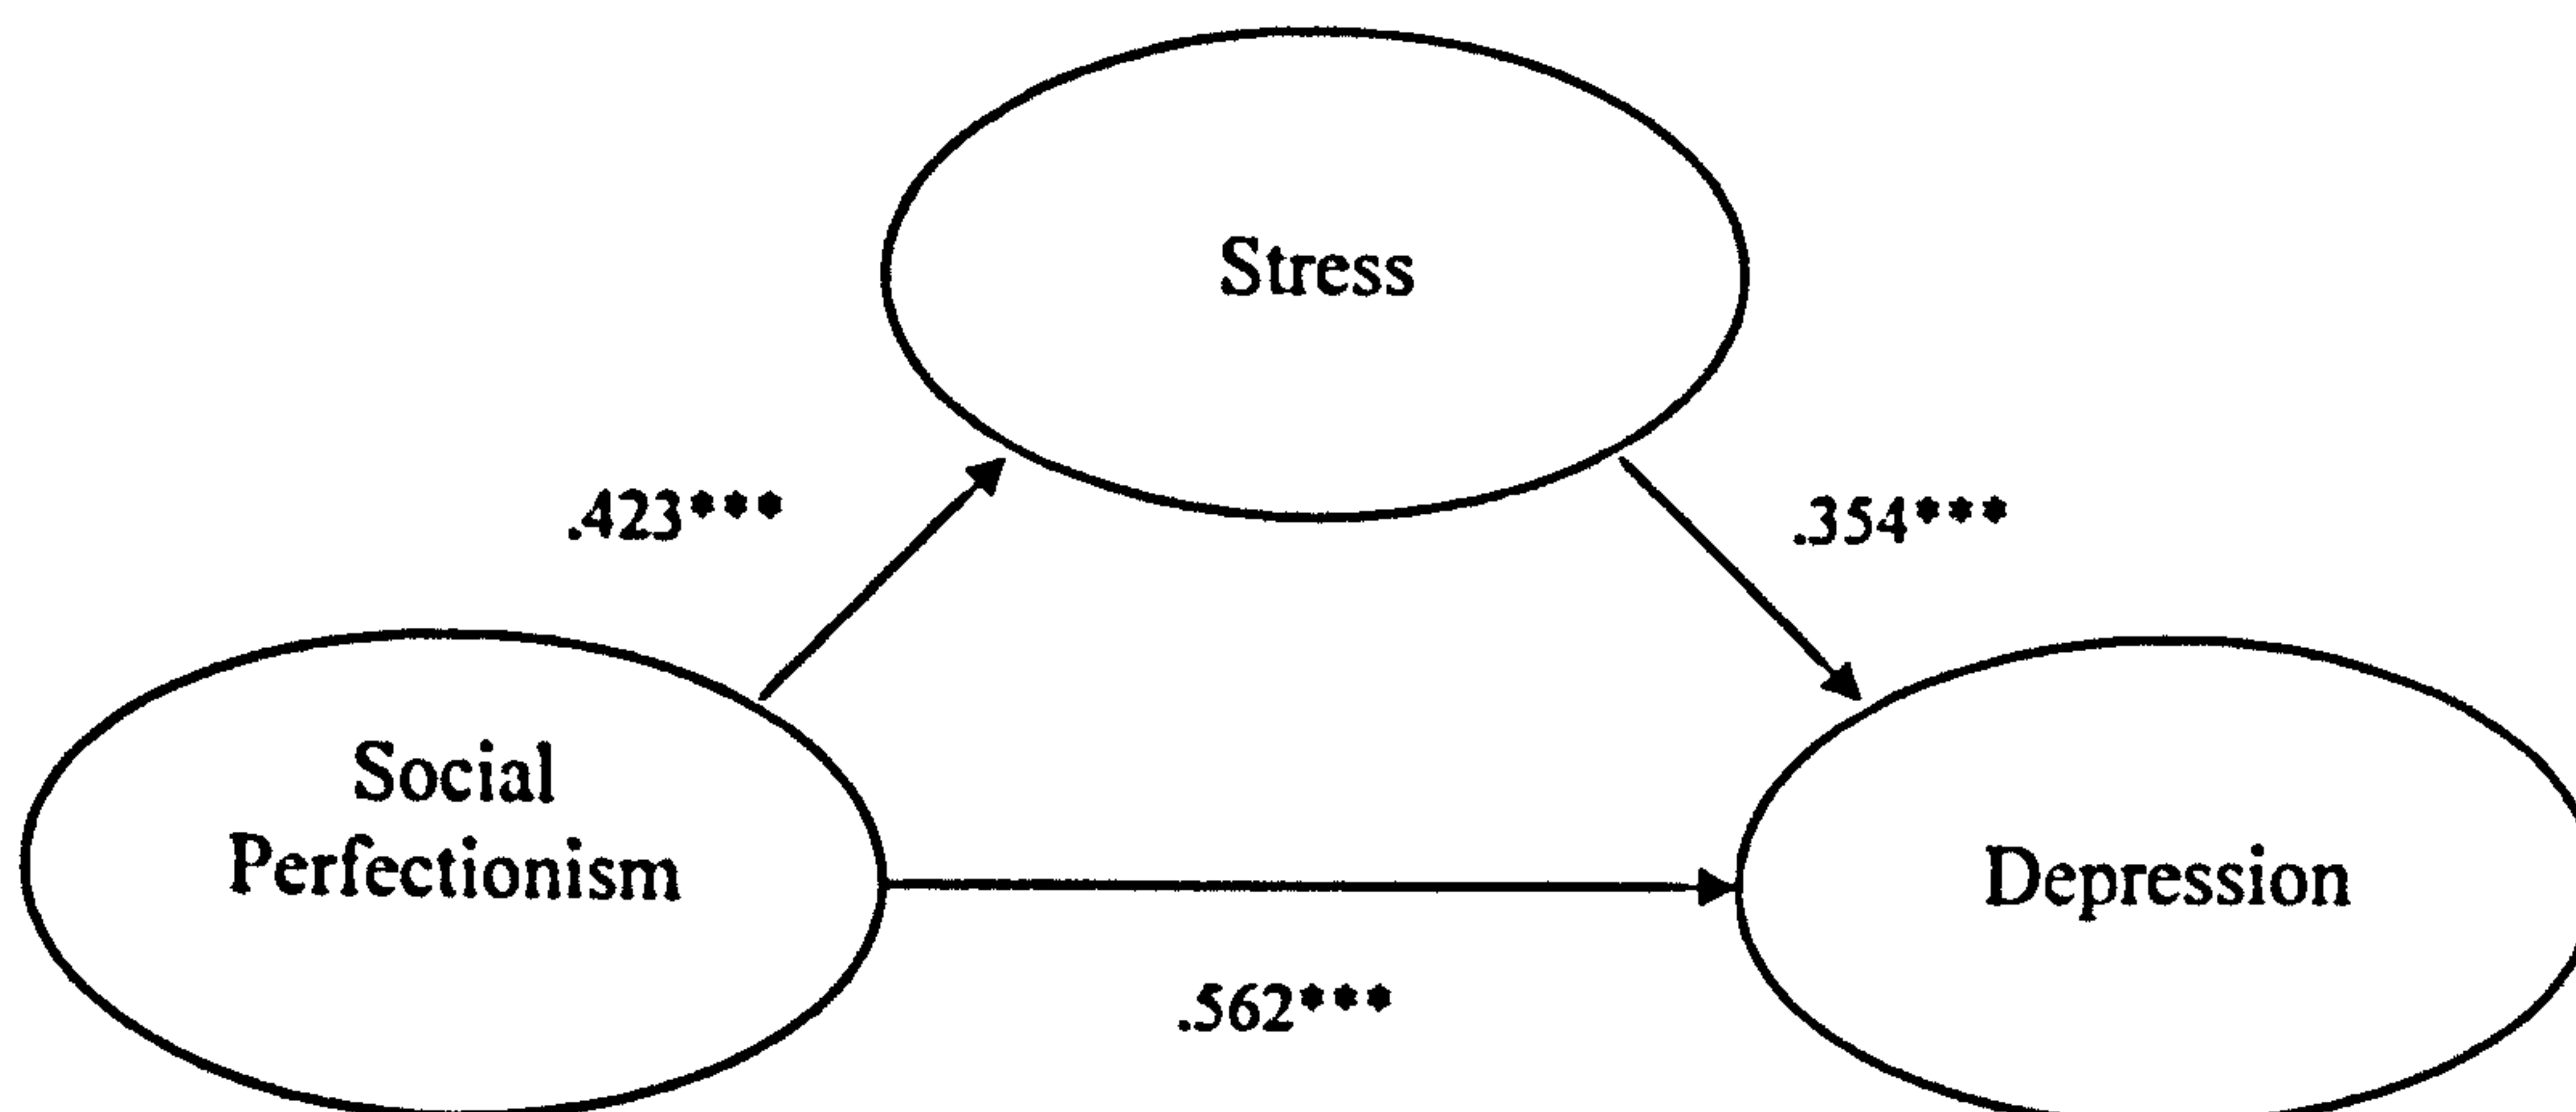 Stress
.423***
.354***
Social
Perfectionism
Depression
.562***